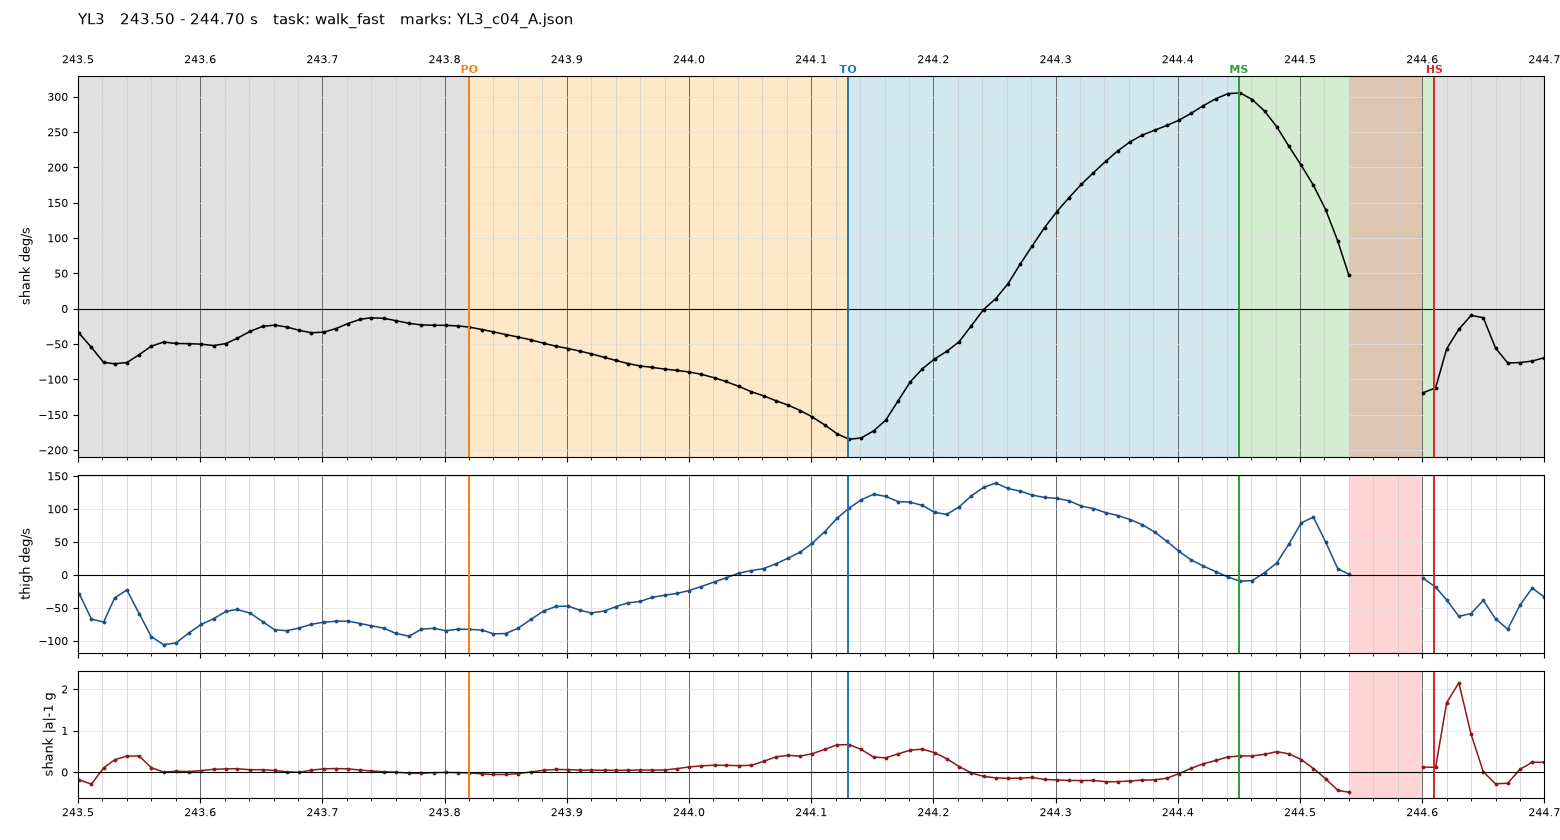 YL3   243.50 - 244.70 s   task: walk_fast   marks: YL3_c04_A.json
243.5 243.6 243.7 243.8 243.9 244.0 244.1 244.2 244.3 244.4 244.5 244.6 244.7
PO TO MS HS
300
250
200
150
100
50
0
−50
−100
−150
−200
shank deg/s
150
100
50
0
−50
−100
thigh deg/s
2
1
0
shank |a|-1 g
243.5 243.6 243.7 243.8 243.9 244.0 244.1 244.2 244.3 244.4 244.5 244.6 244.7